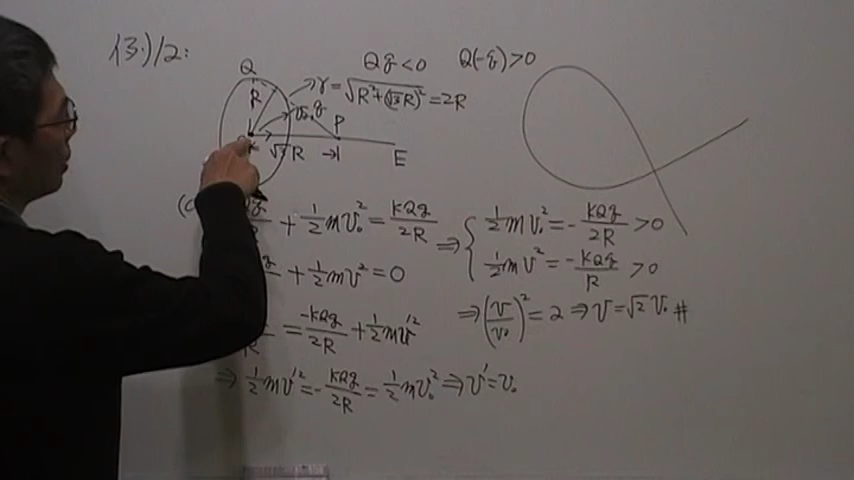 (3.)/2:
Qq<0 Q(-q)>0
Q
R
r=√(R²+(√3R)²)=2R
v₀.q
P
√3R
E
+ ½mv₀² = kQq/2R ⇒ { ½mv₀² = -kQq/2R >0
+ ½mv² = 0 ½mv² = -kQq/R >0
⇒ (v/v₀)² = 2 ⇒ v=√2 v₀ #
= -kQq/2R + ½mv'²
⇒ ½mv'² = -kQq/2R = ½mv₀² ⇒ v'=v₀